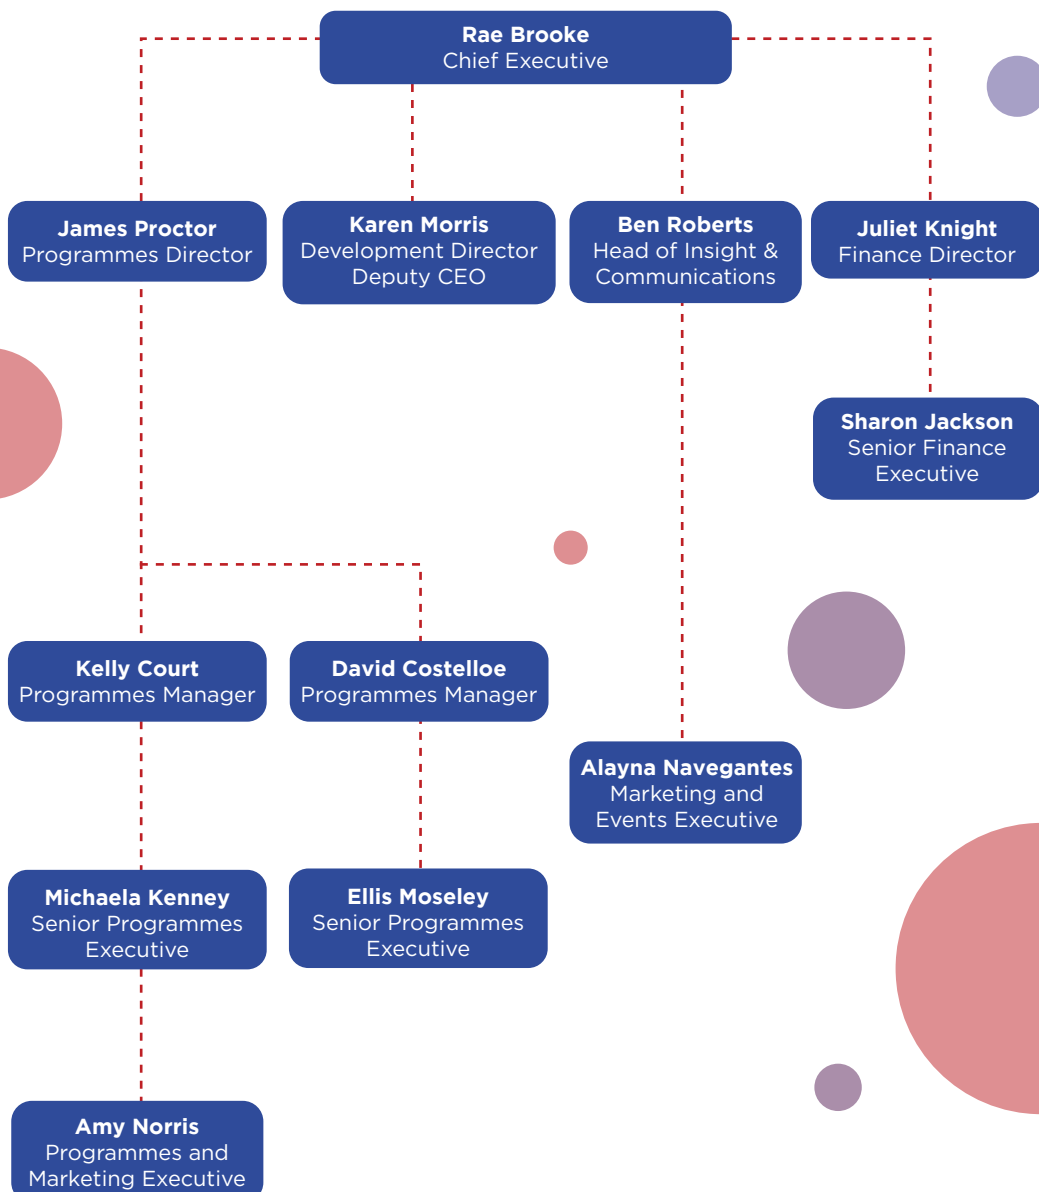 Rae Brooke
Chief Executive
James Proctor
Programmes Director
Karen Morris
Development Director
Deputy CEO
Ben Roberts
Head of Insight &
Communications
Juliet Knight
Finance Director
Sharon Jackson
Senior Finance
Executive
Kelly Court
Programmes Manager
David Costelloe
Programmes Manager
Alayna Navegantes
Marketing and
Events Executive
Michaela Kenney
Senior Programmes
Executive
Ellis Moseley
Senior Programmes
Executive
Amy Norris
Programmes and
Marketing Executive